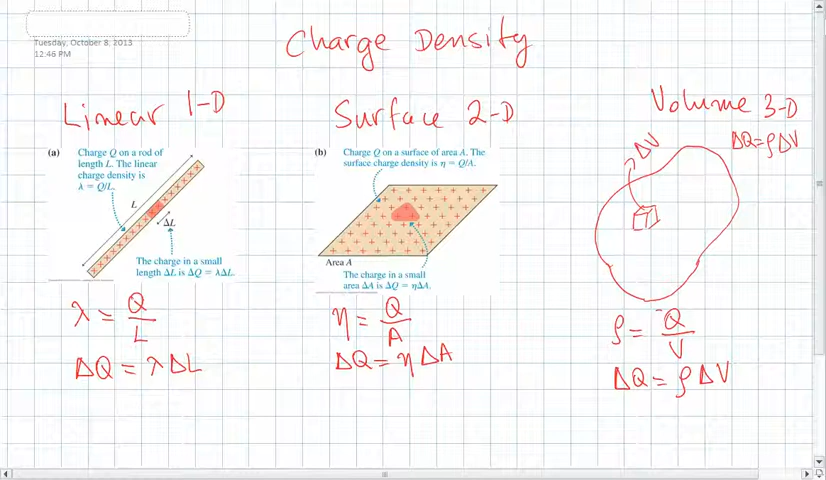 Tuesday, October 8, 2013
12:46 PM
Charge Density
Linear 1-D
(a)
Charge Q on a rod of
length L. The linear
charge density is
λ = Q/L.
L
ΔL
The charge in a small
length ΔL is ΔQ = λΔL.
λ = Q/L
ΔQ = λ ΔL
Surface 2-D
(b)
Charge Q on a surface of area A. The
surface charge density is η = Q/A.
Area A
The charge in a small
area ΔA is ΔQ = ηΔA.
η = Q/A
ΔQ = η ΔA
Volume 3-D
ΔQ=ρΔV
ΔV
ρ = Q/V
ΔQ = ρ ΔV